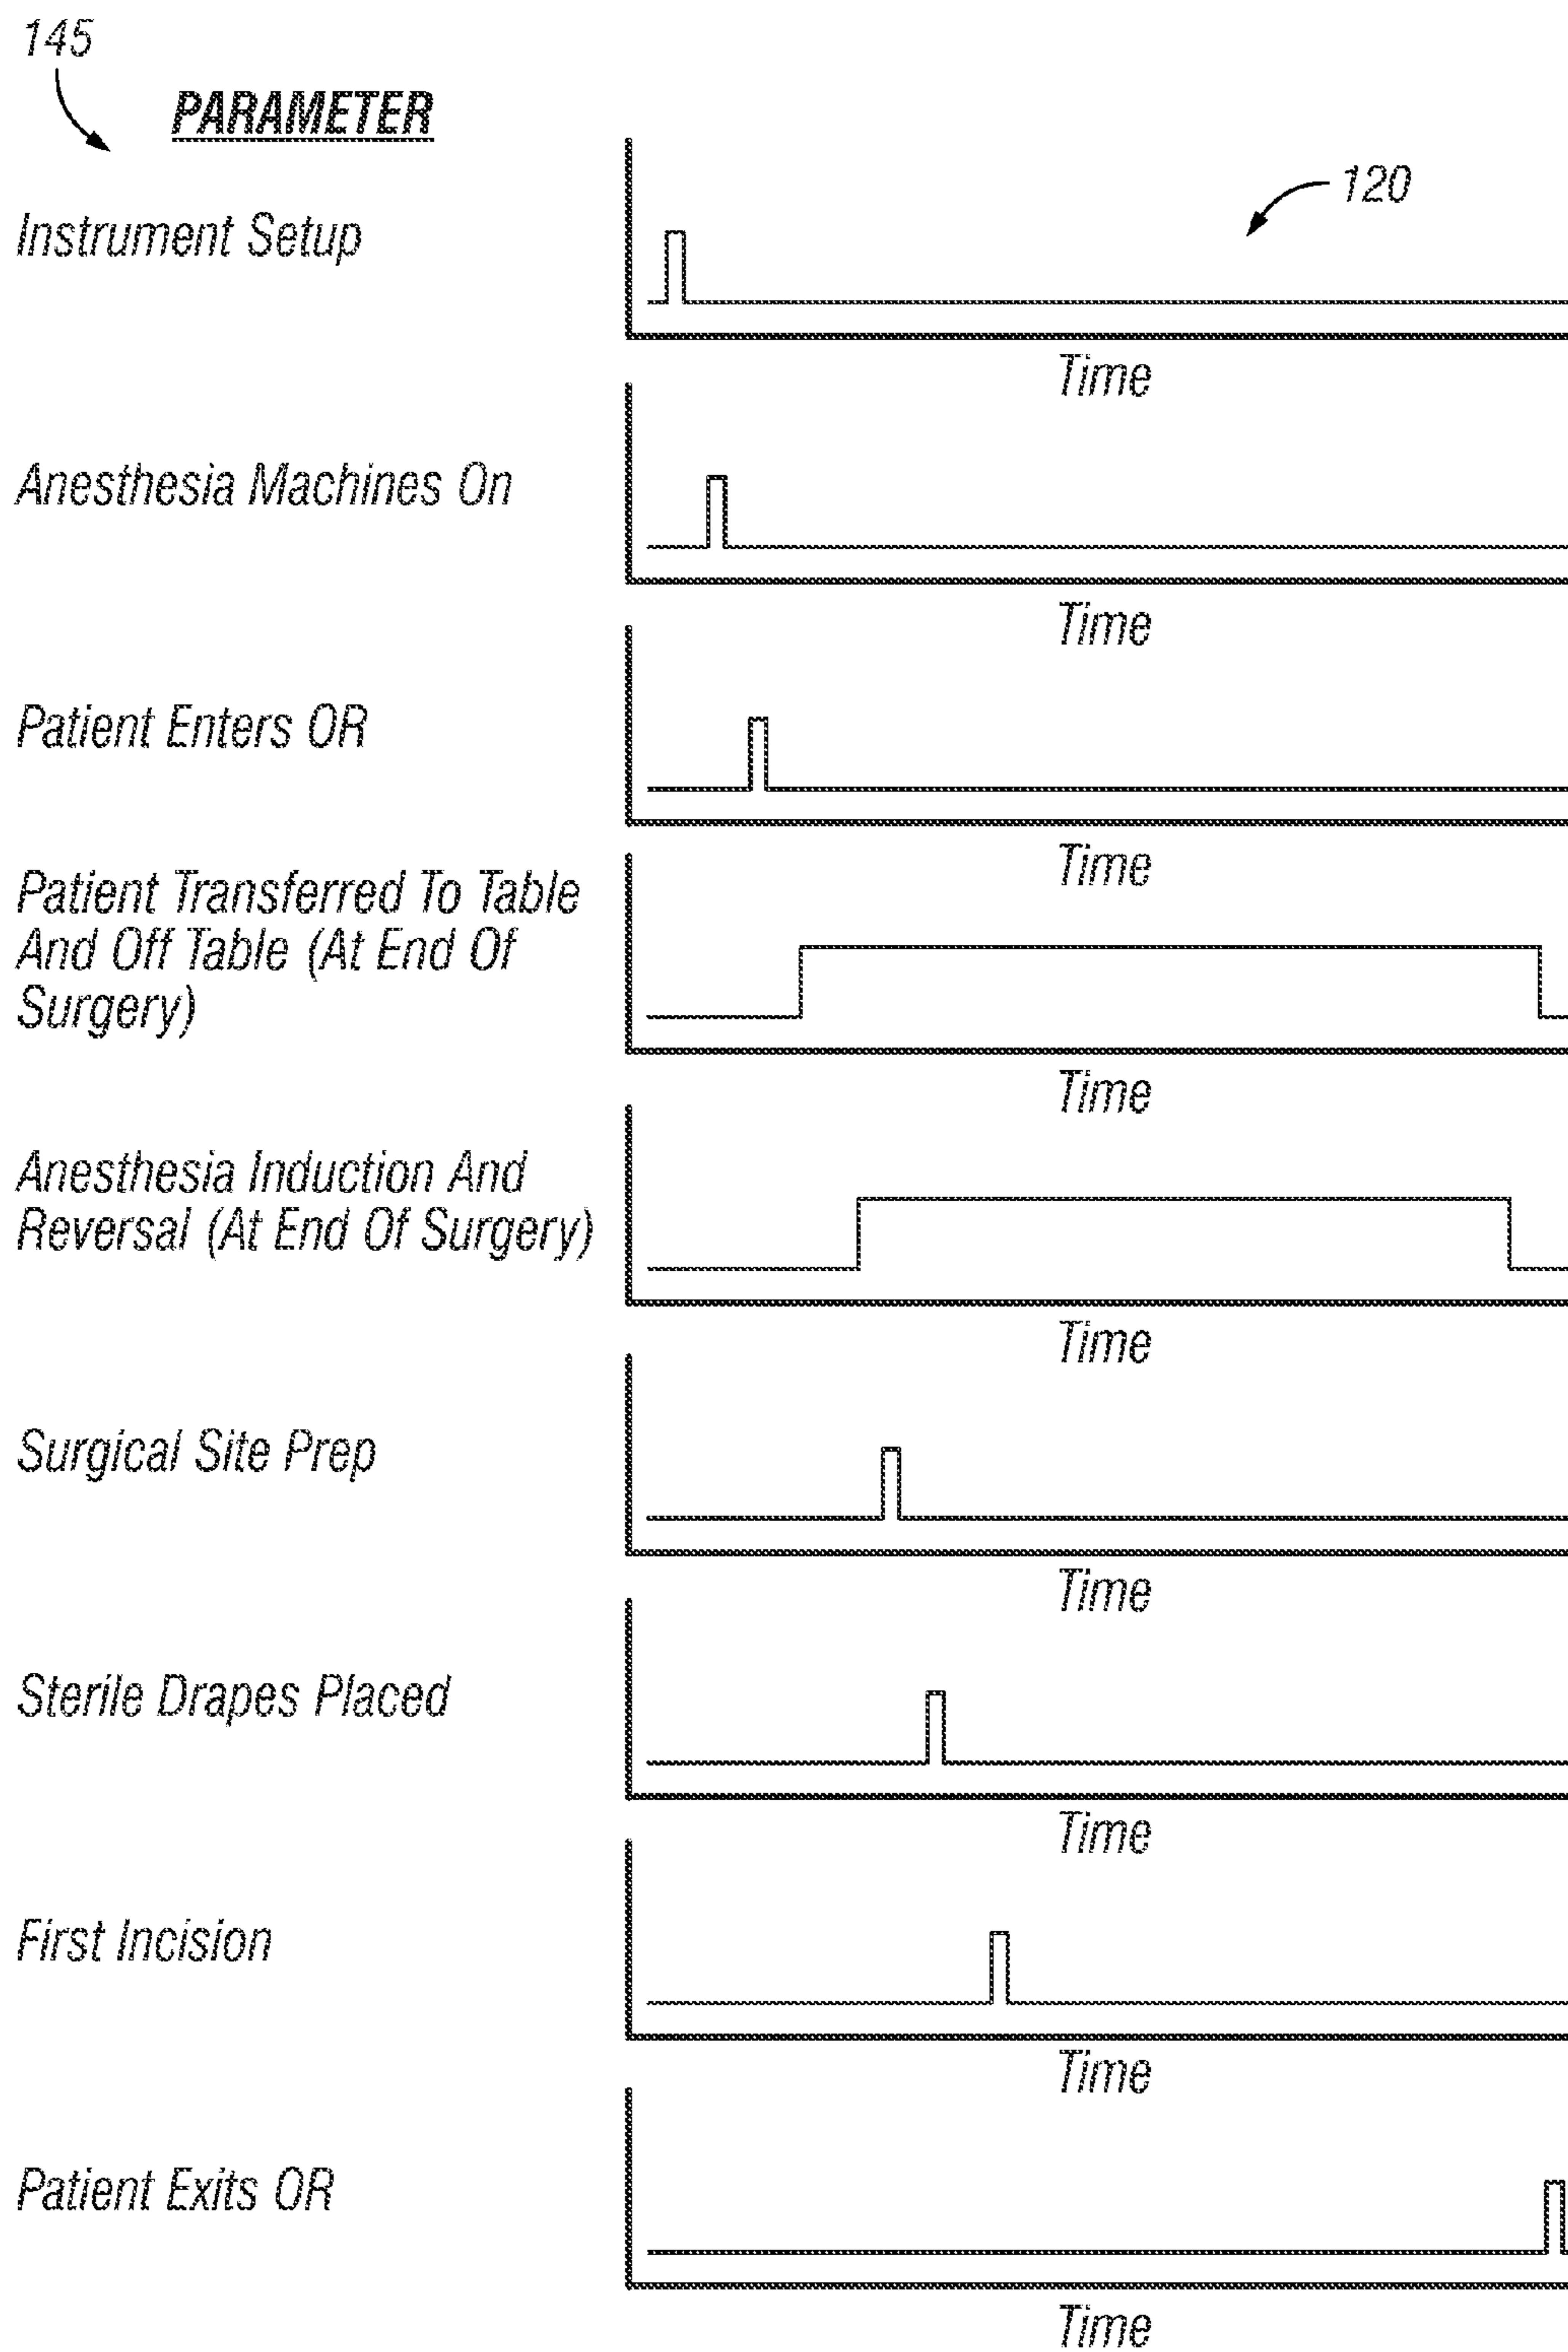 145
PARAMETER
120
Instrument Setup
Time
Anesthesia Machines On
Time
Patient Enters OR
Time
Patient Transferred To Table
And Off Table (At End Of
Surgery)
Time
Anesthesia Induction And
Reversal (At End Of Surgery)
Time
Surgical Site Prep
Time
Sterile Drapes Placed
Time
First Incision
Time
Patient Exits OR
Time